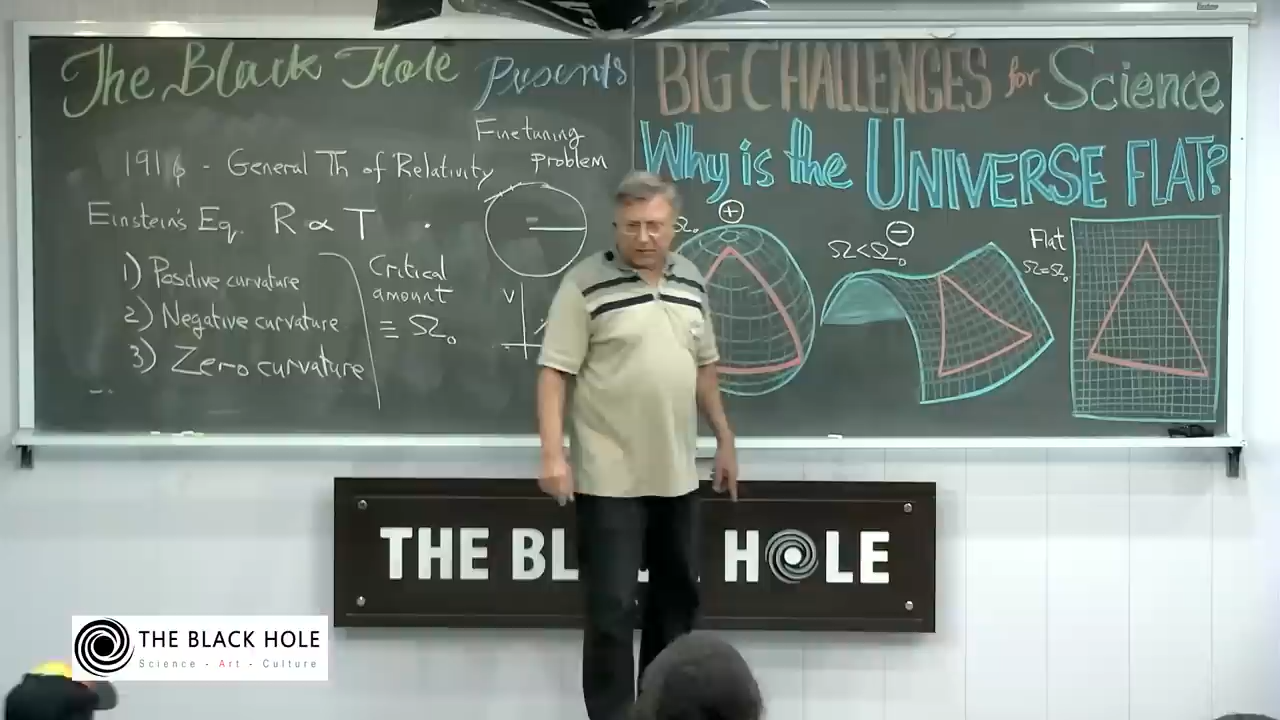 The Black Hole Presents
1916 - General Th of Relativity
Einstein's Eq. R ∝ T
1) Positive curvature
2) Negative curvature
3) Zero curvature
Critical
amount
≡ Ω₀
Finetuning
Problem
V
BIG CHALLENGES for Science
Why is the UNIVERSE FLAT?
Ω₀
+
Ω<Ω₀
−
Flat
Ω=Ω₀
THE BL HOLE
THE BLACK HOLE
Science - Art - Culture